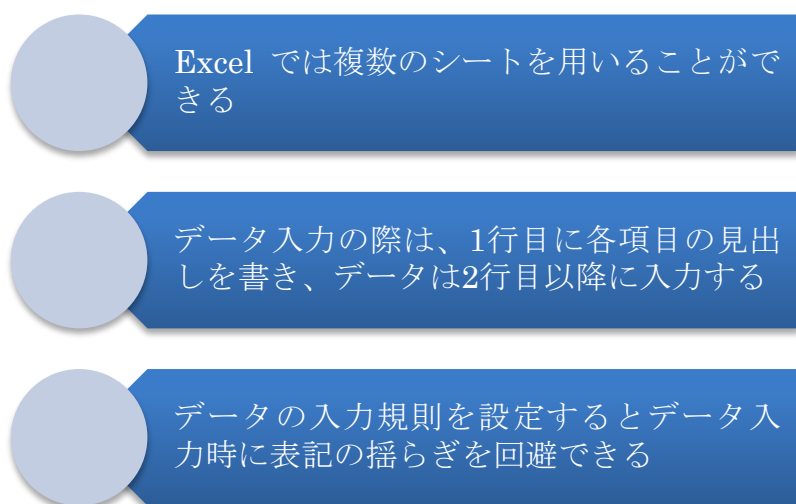 Excel では複数のシートを用いることがで
きる
データ入力の際は、1行目に各項目の見出
しを書き、データは2行目以降に入力する
データの入力規則を設定するとデータ入
力時に表記の揺らぎを回避できる